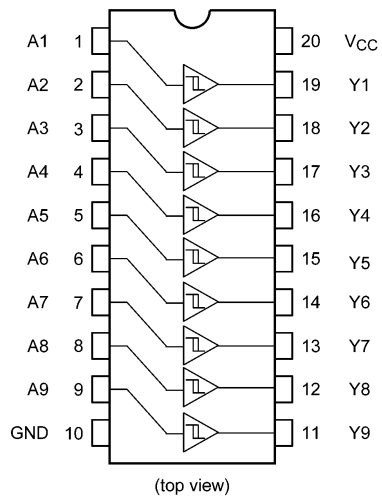 A1 1 20 VCC
A2 2 19 Y1
A3 3 18 Y2
A4 4 17 Y3
A5 5 16 Y4
A6 6 15 Y5
A7 7 14 Y6
A8 8 13 Y7
A9 9 12 Y8
GND 10 11 Y9
(top view)